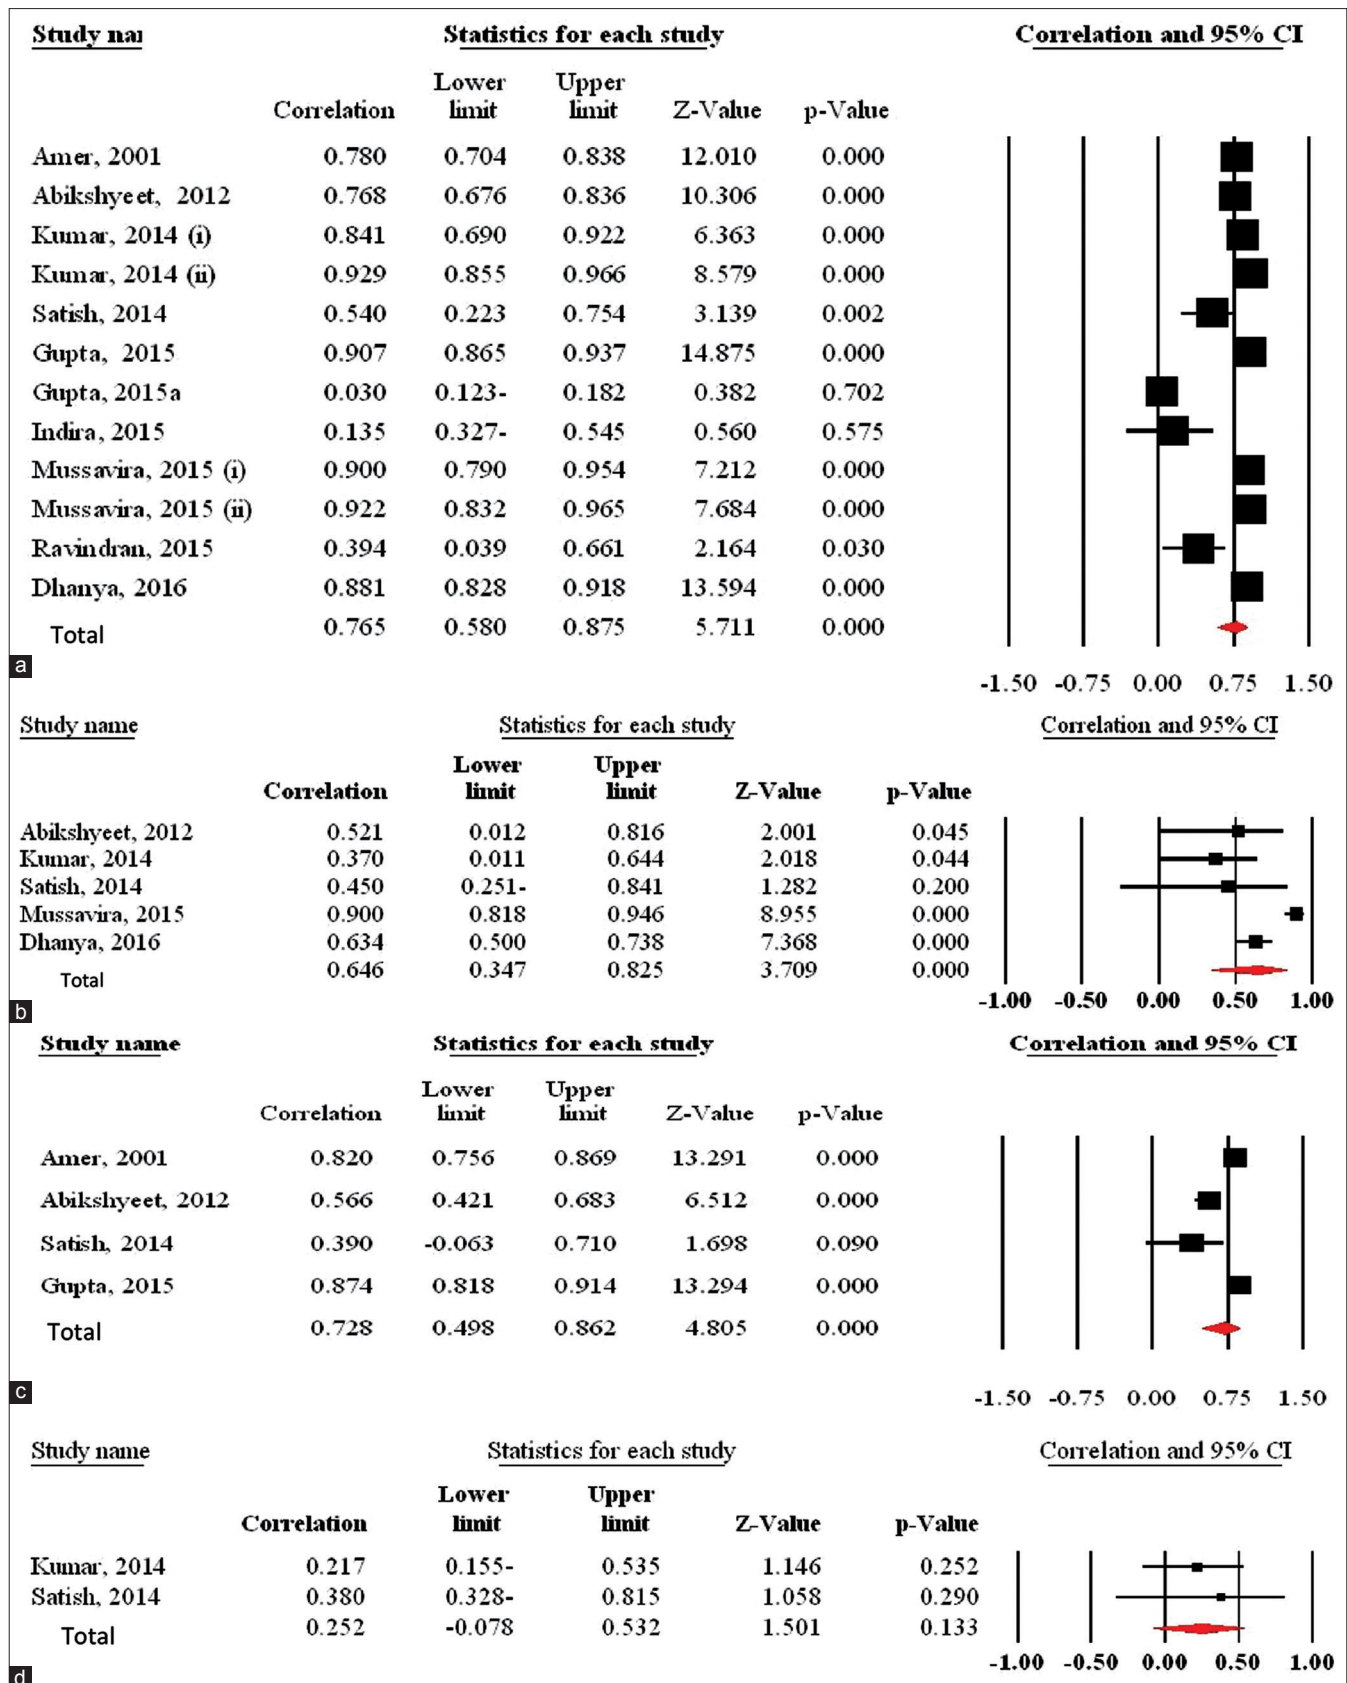 Study nai Statistics for each study Correlation and 95% CI
Lower Upper
Correlation limit limit Z-Value p-Value
Amer, 2001 0.780 0.704 0.838 12.010 0.000
Abikshyeet, 2012 0.768 0.676 0.836 10.306 0.000
Kumar, 2014 (i) 0.841 0.690 0.922 6.363 0.000
Kumar, 2014 (ii) 0.929 0.855 0.966 8.579 0.000
Satish, 2014 0.540 0.223 0.754 3.139 0.002
Gupta, 2015 0.907 0.865 0.937 14.875 0.000
Gupta, 2015a 0.030 0.123- 0.182 0.382 0.702
Indira, 2015 0.135 0.327- 0.545 0.560 0.575
Mussavira, 2015 (i) 0.900 0.790 0.954 7.212 0.000
Mussavira, 2015 (ii) 0.922 0.832 0.965 7.684 0.000
Ravindran, 2015 0.394 0.039 0.661 2.164 0.030
Dhanya, 2016 0.881 0.828 0.918 13.594 0.000
Total 0.765 0.580 0.875 5.711 0.000
a
-1.50 -0.75 0.00 0.75 1.50
Study name Statistics for each study Correlation and 95% CI
Lower Upper
Correlation limit limit Z-Value p-Value
Abikshyeet, 2012 0.521 0.012 0.816 2.001 0.045
Kumar, 2014 0.370 0.011 0.644 2.018 0.044
Satish, 2014 0.450 0.251- 0.841 1.282 0.200
Mussavira, 2015 0.900 0.818 0.946 8.955 0.000
Dhanya, 2016 0.634 0.500 0.738 7.368 0.000
Total 0.646 0.347 0.825 3.709 0.000
-1.00 -0.50 0.00 0.50 1.00
b
Study name Statistics for each study Correlation and 95% CI
Lower Upper
Correlation limit limit Z-Value p-Value
Amer, 2001 0.820 0.756 0.869 13.291 0.000
Abikshyeet, 2012 0.566 0.421 0.683 6.512 0.000
Satish, 2014 0.390 -0.063 0.710 1.698 0.090
Gupta, 2015 0.874 0.818 0.914 13.294 0.000
Total 0.728 0.498 0.862 4.805 0.000
c
-1.50 -0.75 0.00 0.75 1.50
Study name Statistics for each study Correlation and 95% CI
Lower Upper
Correlation limit limit Z-Value p-Value
Kumar, 2014 0.217 0.155- 0.535 1.146 0.252
Satish, 2014 0.380 0.328- 0.815 1.058 0.290
Total 0.252 -0.078 0.532 1.501 0.133
-1.00 -0.50 0.00 0.50 1.00
d